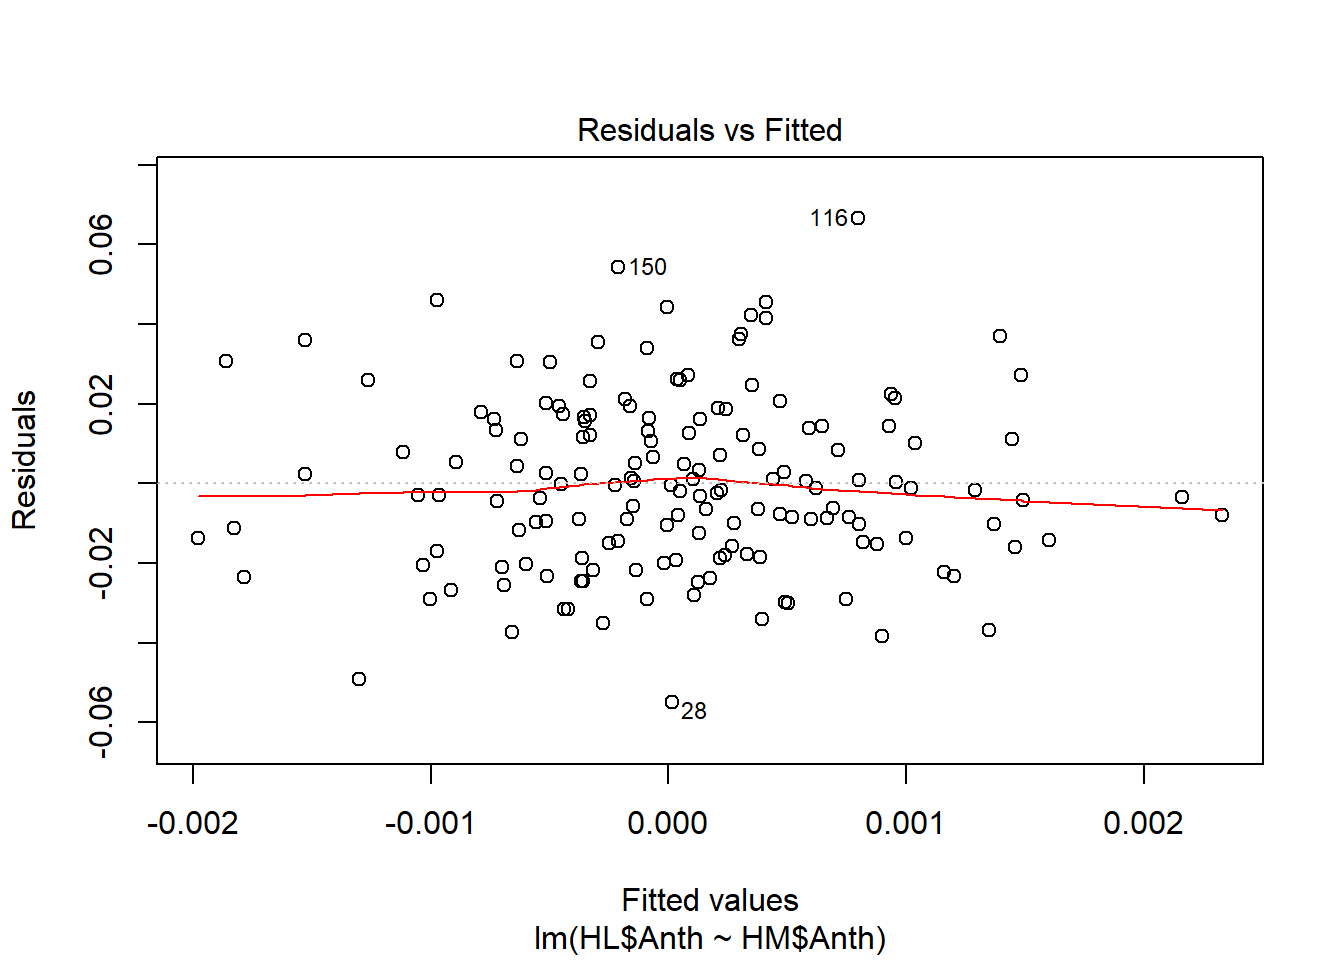 Residuals vs Fitted
Residuals
0.06
0.02
-0.02
-0.06
116
150
28
-0.002 -0.001 0.000 0.001 0.002
Fitted values
lm(HL$Anth ~ HM$Anth)